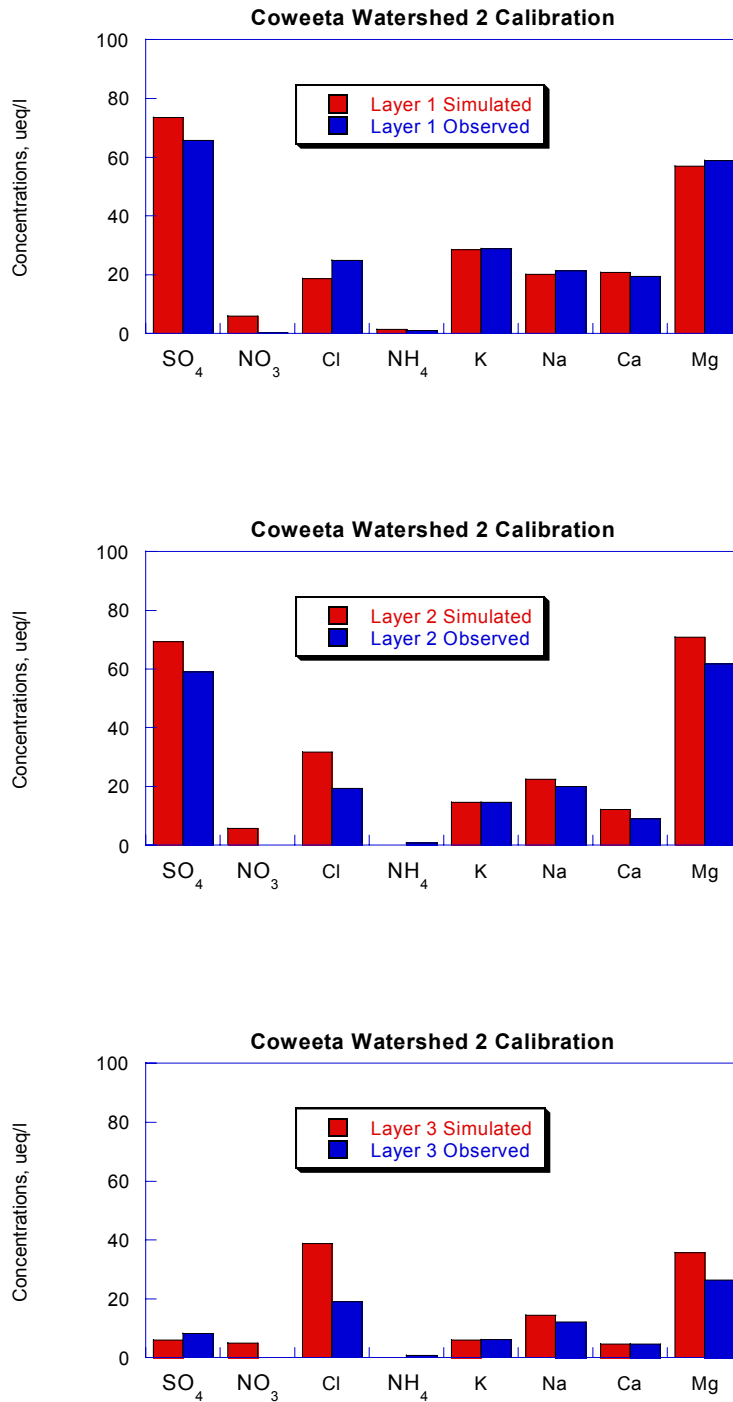 Coweeta Watershed 2 Calibration
Concentrations, ueq/l
100
80
60
40
20
0
Layer 1 Simulated
Layer 1 Observed
SO4 NO3 Cl NH4 K Na Ca Mg
Coweeta Watershed 2 Calibration
Concentrations, ueq/l
100
80
60
40
20
0
Layer 2 Simulated
Layer 2 Observed
SO4 NO3 Cl NH4 K Na Ca Mg
Coweeta Watershed 2 Calibration
Concentrations, ueq/l
100
80
60
40
20
0
Layer 3 Simulated
Layer 3 Observed
SO4 NO3 Cl NH4 K Na Ca Mg